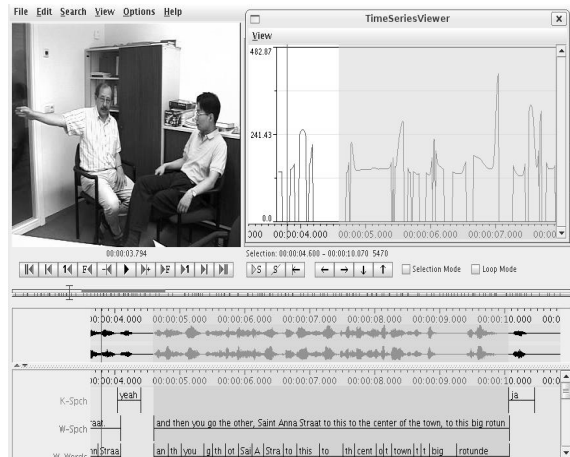 File Edit Search View Options Help
TimeSeriesViewer
View
482.87
241.43
0.0
00:00:04.000 00:00:05.000 00:00:06.000 00:00:07.000
00:00:03.794
Selection: 00:00:04.600 - 00:00:10.070 5470
Selection Mode Loop Mode
00:00:04.000 00:00:05.000 00:00:06.000 00:00:07.000 00:00:08.000 00:00:09.000 00:00:10.000
00:00:04.000 00:00:05.000 00:00:06.000 00:00:07.000 00:00:08.000 00:00:09.000 00:00:10.000
K-Spch yeah ja
W-Spch raat. and then you go the other, Saint Anna Straat to this to the center of the town, to this big rotun
W-Words Straa an th you g th ot Sai A Stra to this to th cent o t town t t big rotunde